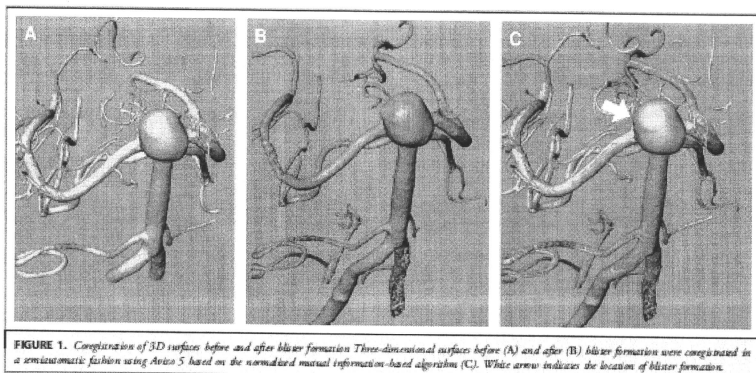 A
B
C
FIGURE 1. Coregistration of 3D surfaces before and after blister formation Three-dimensional surfaces before (A) and after (B) blister formation were coregistrated in
a semiautomatic fashion using Avizo 5 based on the normalized mutual information-based algorithm (C). White arrow indicates the location of blister formation.